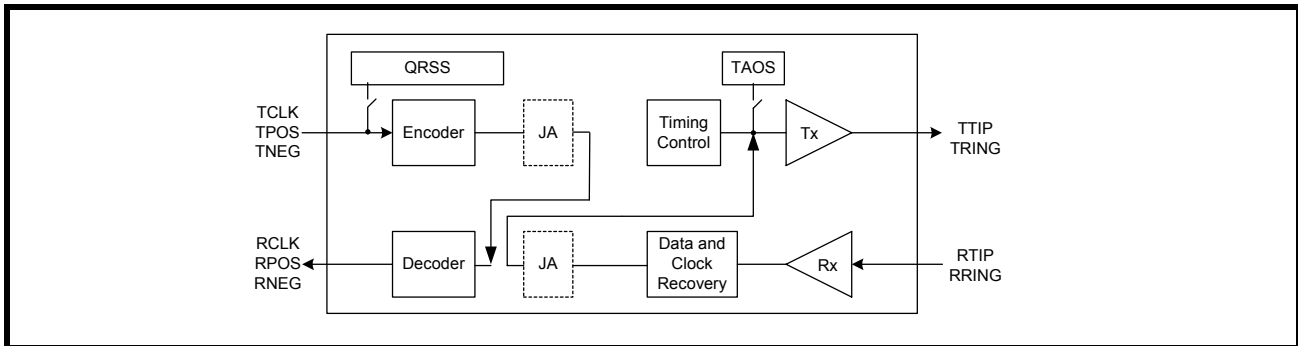 QRSS
TAOS
TCLK
TPOS
TNEG
Encoder
JA
Timing
Control
Tx
TTIP
TRING
RCLK
RPOS
RNEG
Decoder
JA
Data and
Clock
Recovery
Rx
RTIP
RRING